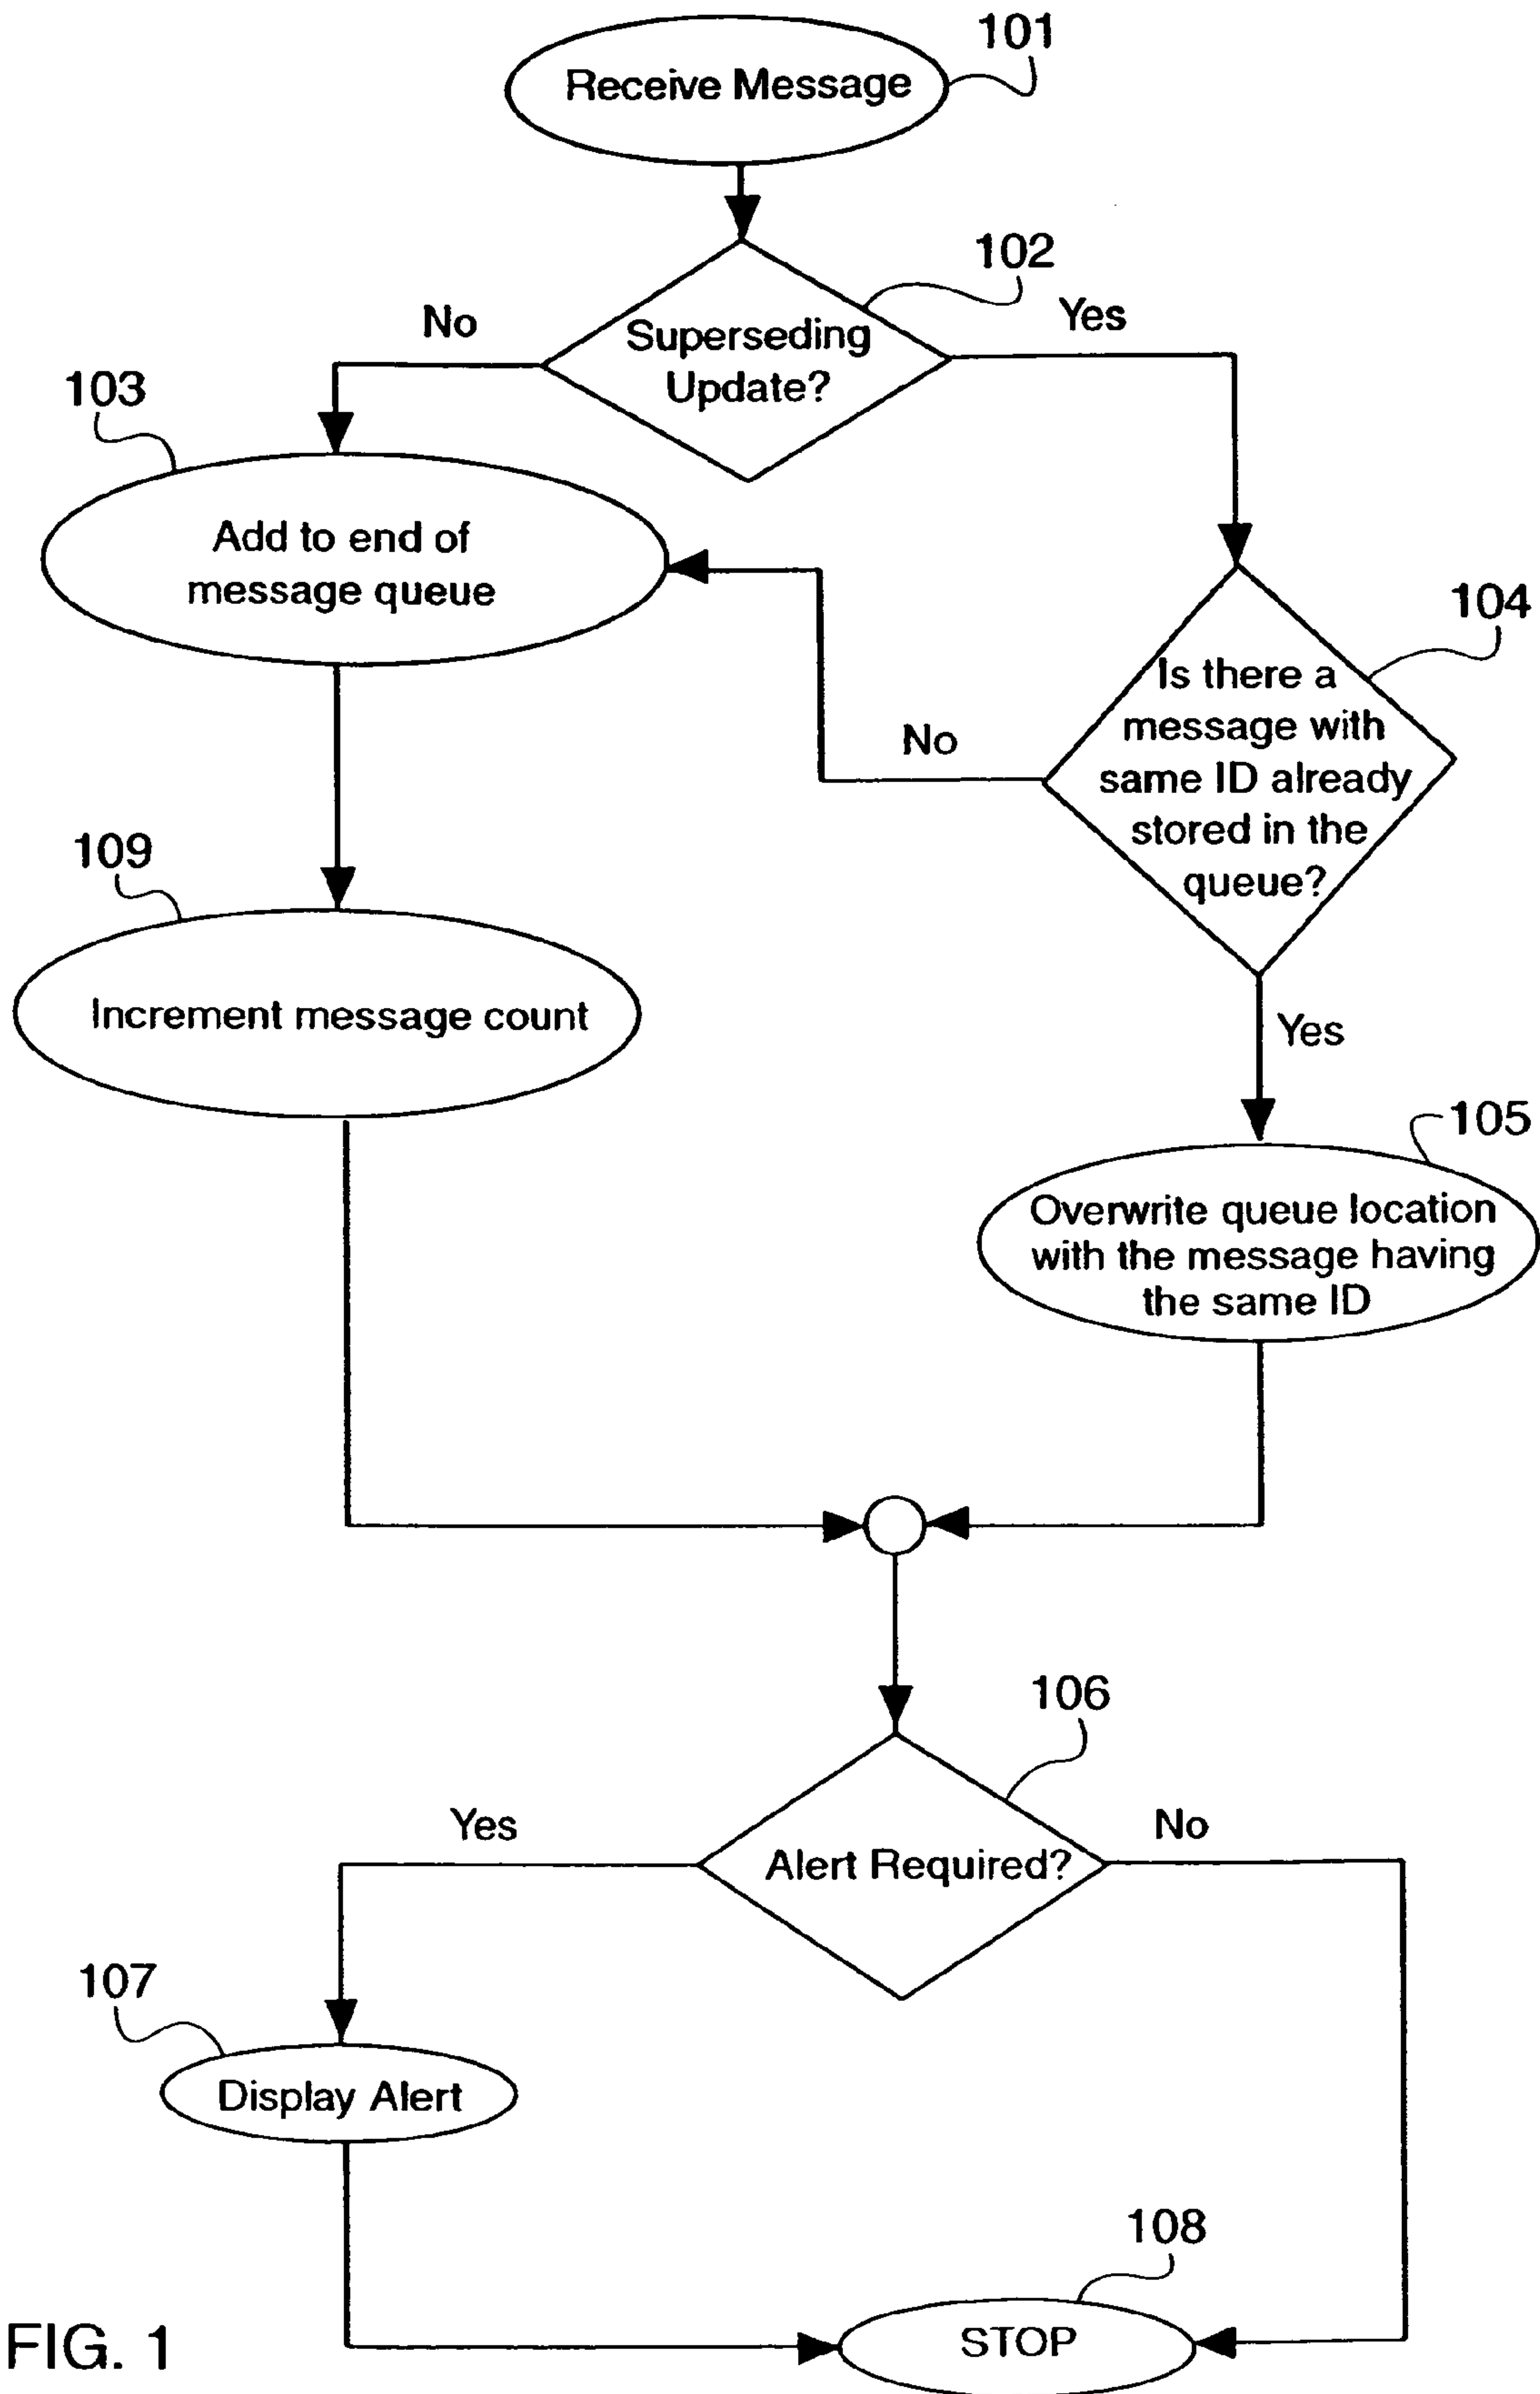 101
Receive Message
102
No
Yes
Superseding
Update?
103
Add to end of
message queue
104
Is there a
message with
same ID already
stored in the
queue?
No
109
Increment message count
Yes
105
Overwrite queue location
with the message having
the same ID
106
Yes
No
Alert Required?
107
Display Alert
108
STOP
FIG. 1